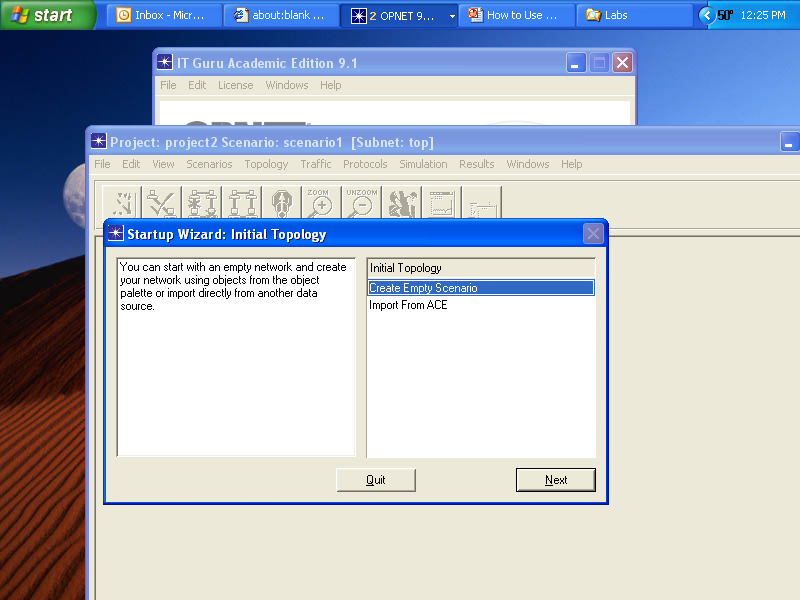 start
Inbox - Micr...
about:blank ...
2 OPNET 9...
How to Use ...
Labs
50°
12:25 PM
IT Guru Academic Edition 9.1
File Edit License Windows Help
OPNET
Project: project2 Scenario: scenario1 [Subnet: top]
File Edit View Scenarios Topology Traffic Protocols Simulation Results Windows Help
ZOOM
UNZOOM
Startup Wizard: Initial Topology
You can start with an empty network and create
your network using objects from the object
palette or import directly from another data
source.
Initial Topology
Create Empty Scenario
Import From ACE
Quit
Next